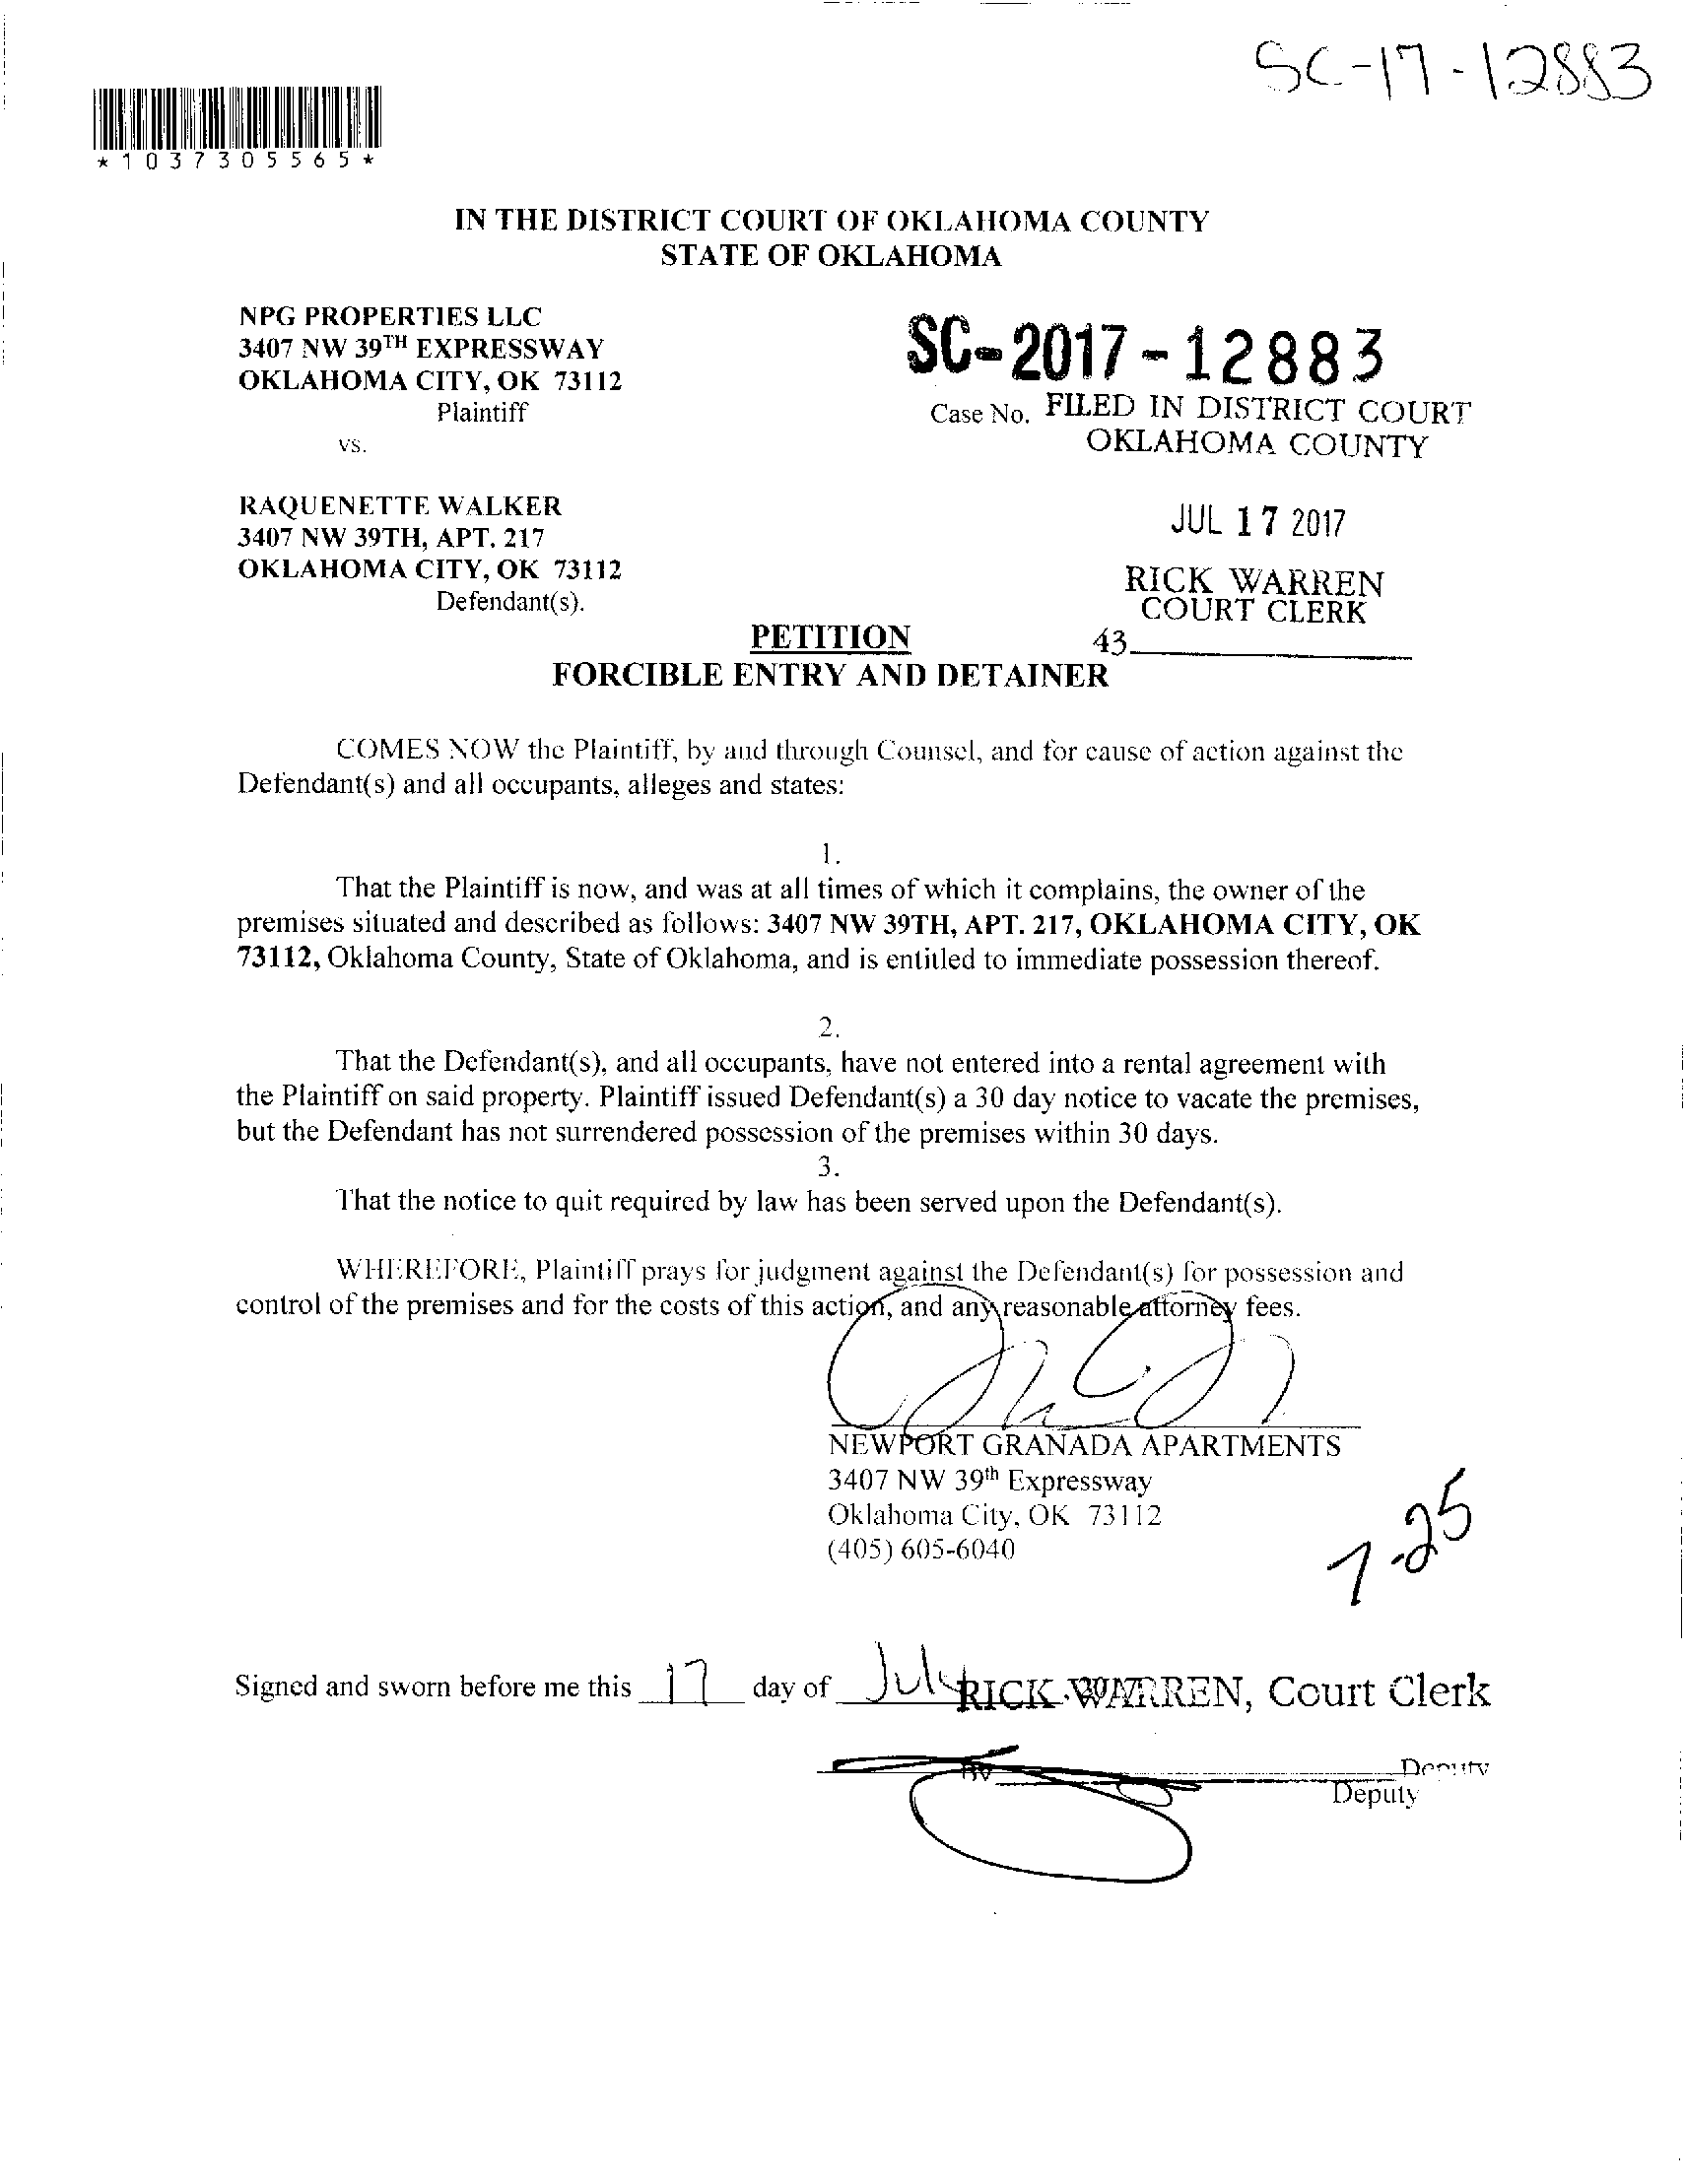 SC-17-12883
*1037305565*
IN THE DISTRICT COURT OF OKLAHOMA COUNTY
STATE OF OKLAHOMA
NPG PROPERTIES LLC
3407 NW 39TH EXPRESSWAY
OKLAHOMA CITY, OK 73112
Plaintiff
vs.
SC-2017-12883
Case No. FILED IN DISTRICT COURT
OKLAHOMA COUNTY
RAQUENETTE WALKER
3407 NW 39TH, APT. 217
OKLAHOMA CITY, OK 73112
Defendant(s).
JUL 17 2017
RICK WARREN
COURT CLERK
43
PETITION
FORCIBLE ENTRY AND DETAINER
COMES NOW the Plaintiff, by and through Counsel, and for cause of action against the
Defendant(s) and all occupants, alleges and states:
1.
That the Plaintiff is now, and was at all times of which it complains, the owner of the
premises situated and described as follows: 3407 NW 39TH, APT. 217, OKLAHOMA CITY, OK
73112, Oklahoma County, State of Oklahoma, and is entitled to immediate possession thereof.
2.
That the Defendant(s), and all occupants, have not entered into a rental agreement with
the Plaintiff on said property. Plaintiff issued Defendant(s) a 30 day notice to vacate the premises,
but the Defendant has not surrendered possession of the premises within 30 days.
3.
That the notice to quit required by law has been served upon the Defendant(s).
WHEREFORE, Plaintiff prays for judgment against the Defendant(s) for possession and
control of the premises and for the costs of this action, and any reasonable attorney fees.
NEWPORT GRANADA APARTMENTS
3407 NW 39th Expressway
Oklahoma City, OK 73112
(405) 605-6040
7-25
Signed and sworn before me this 17 day of July RICK WARREN, Court Clerk
By Deputy
Deputy